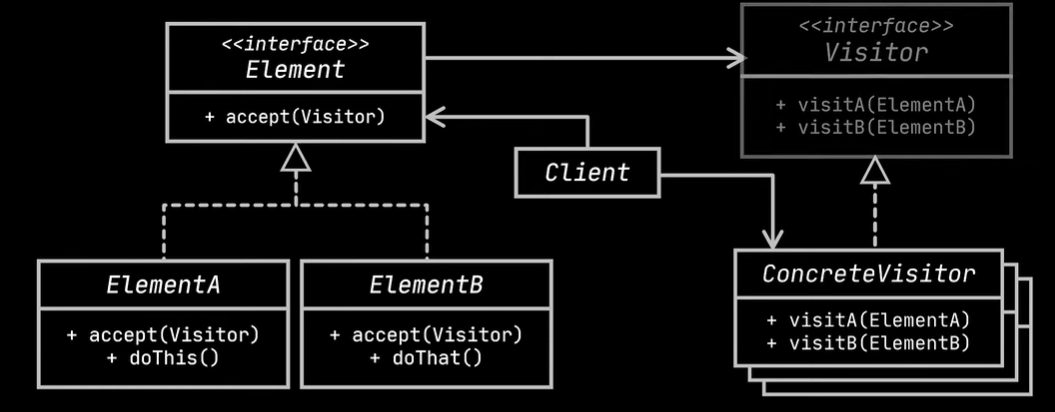 <<interface>>
Element
+ accept(Visitor)
<<interface>>
Visitor
+ visitA(ElementA)
+ visitB(ElementB)
Client
ElementA
+ accept(Visitor)
+ doThis()
ElementB
+ accept(Visitor)
+ doThat()
ConcreteVisitor
+ visitA(ElementA)
+ visitB(ElementB)